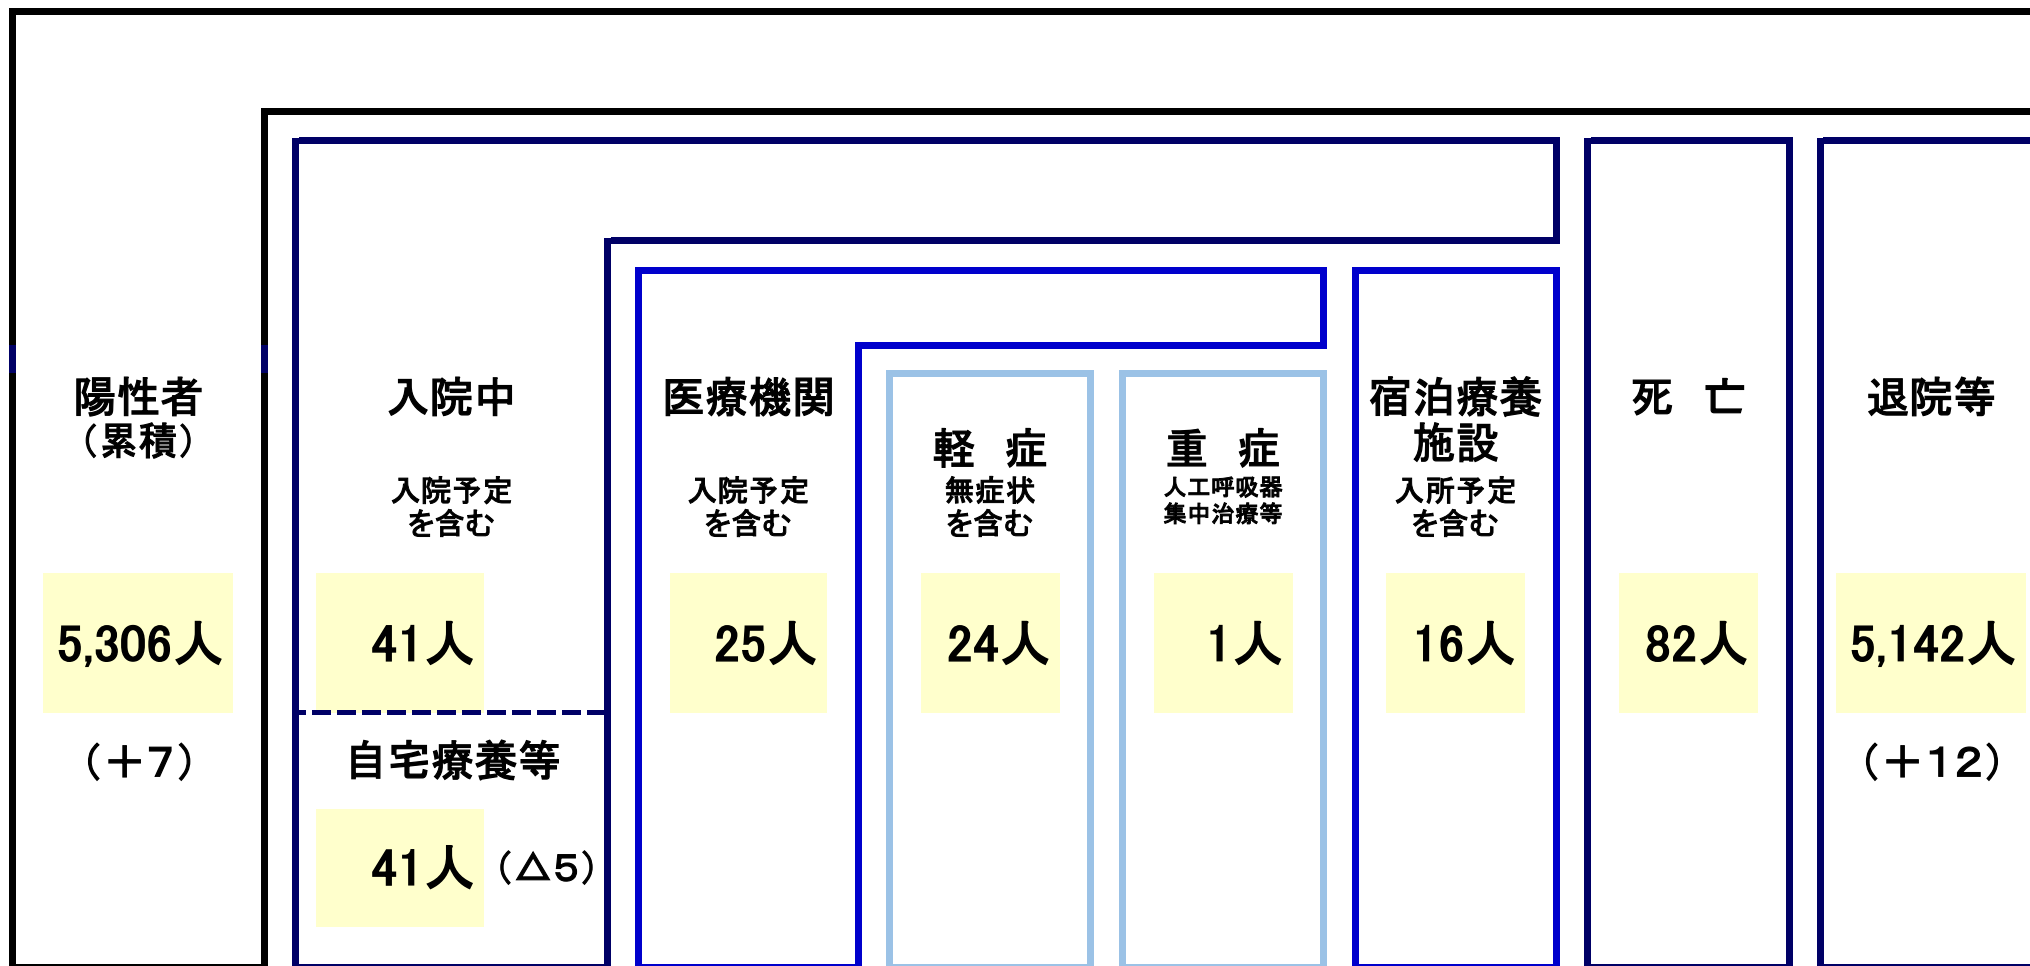 陽性者
（累積）
5,306人
（＋7）
入院中
入院予定
を含む
41人
自宅療養等
41人（△5）
医療機関
入院予定
を含む
25人
軽　症
無症状
を含む
24人
重　症
人工呼吸器
集中治療等
1人
宿泊療養
施設
入所予定
を含む
16人
死　亡
82人
退院等
5,142人
（＋12）